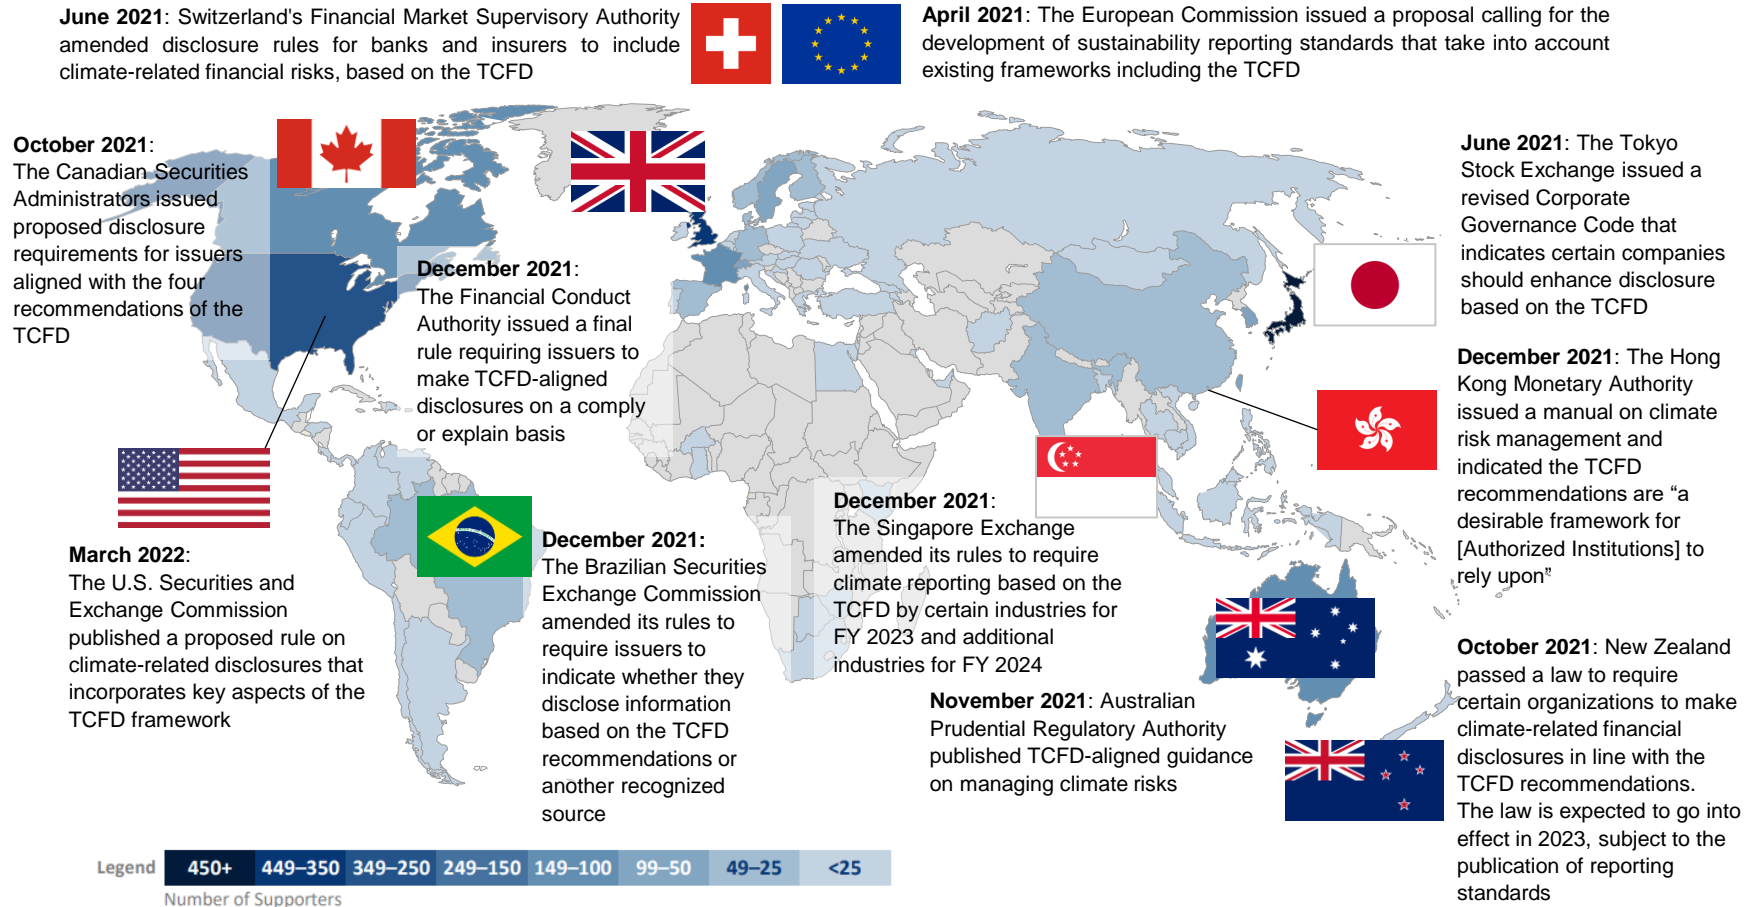 June 2021: Switzerland's Financial Market Supervisory Authority
amended disclosure rules for banks and insurers to include
climate-related financial risks, based on the TCFD
April 2021: The European Commission issued a proposal calling for the
development of sustainability reporting standards that take into account
existing frameworks including the TCFD
October 2021:
The Canadian Securities
Administrators issued
proposed disclosure
requirements for issuers
aligned with the four
recommendations of the
TCFD
December 2021:
The Financial Conduct
Authority issued a final
rule requiring issuers to
make TCFD-aligned
disclosures on a comply
or explain basis
June 2021: The Tokyo
Stock Exchange issued a
revised Corporate
Governance Code that
indicates certain companies
should enhance disclosure
based on the TCFD
December 2021: The Hong
Kong Monetary Authority
issued a manual on climate
risk management and
indicated the TCFD
recommendations are “a
desirable framework for
[Authorized Institutions] to
rely upon”
March 2022:
The U.S. Securities and
Exchange Commission
published a proposed rule on
climate-related disclosures that
incorporates key aspects of the
TCFD framework
December 2021:
The Brazilian Securities
Exchange Commission
amended its rules to
require issuers to
indicate whether they
disclose information
based on the TCFD
recommendations or
another recognized
source
December 2021:
The Singapore Exchange
amended its rules to require
climate reporting based on the
TCFD by certain industries for
FY 2023 and additional
industries for FY 2024
November 2021: Australian
Prudential Regulatory Authority
published TCFD-aligned guidance
on managing climate risks
October 2021: New Zealand
passed a law to require
certain organizations to make
climate-related financial
disclosures in line with the
TCFD recommendations.
The law is expected to go into
effect in 2023, subject to the
publication of reporting
standards
Legend 450+ 449–350 349–250 249–150 149–100 99–50 49–25 <25
Number of Supporters